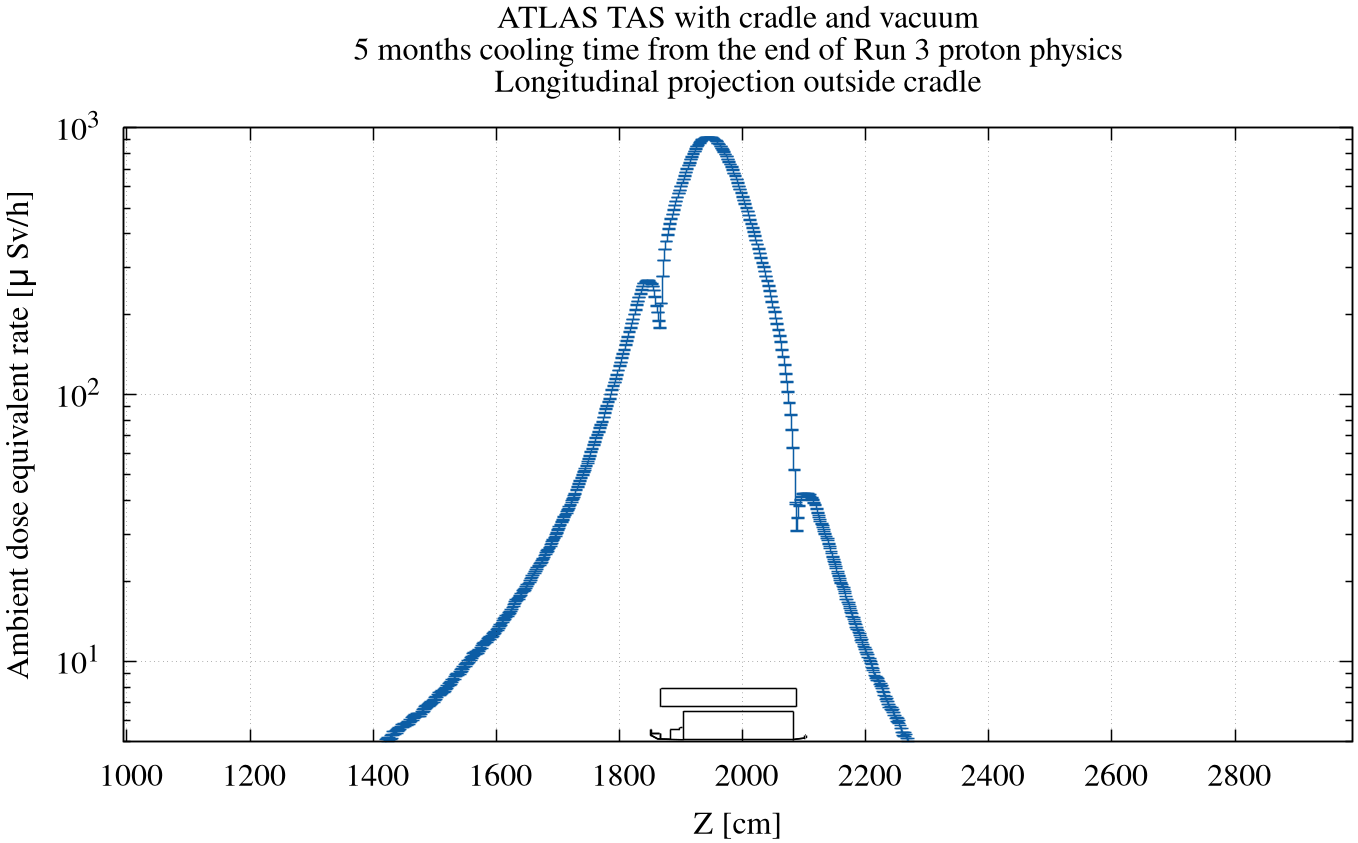 ATLAS TAS with cradle and vacuum
5 months cooling time from the end of Run 3 proton physics
Longitudinal projection outside cradle
Ambient dose equivalent rate [μ Sv/h]
10³
10²
10¹
1000 1200 1400 1600 1800 2000 2200 2400 2600 2800
Z [cm]